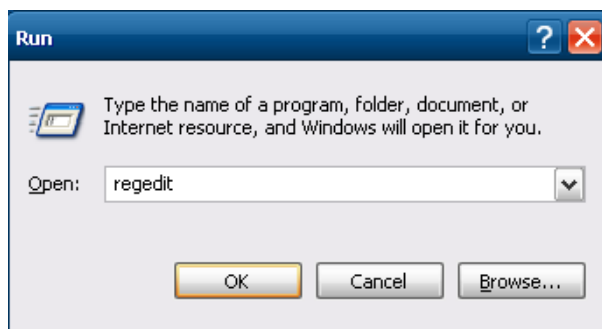 Run
Type the name of a program, folder, document, or
Internet resource, and Windows will open it for you.
Open: regedit
OK Cancel Browse...